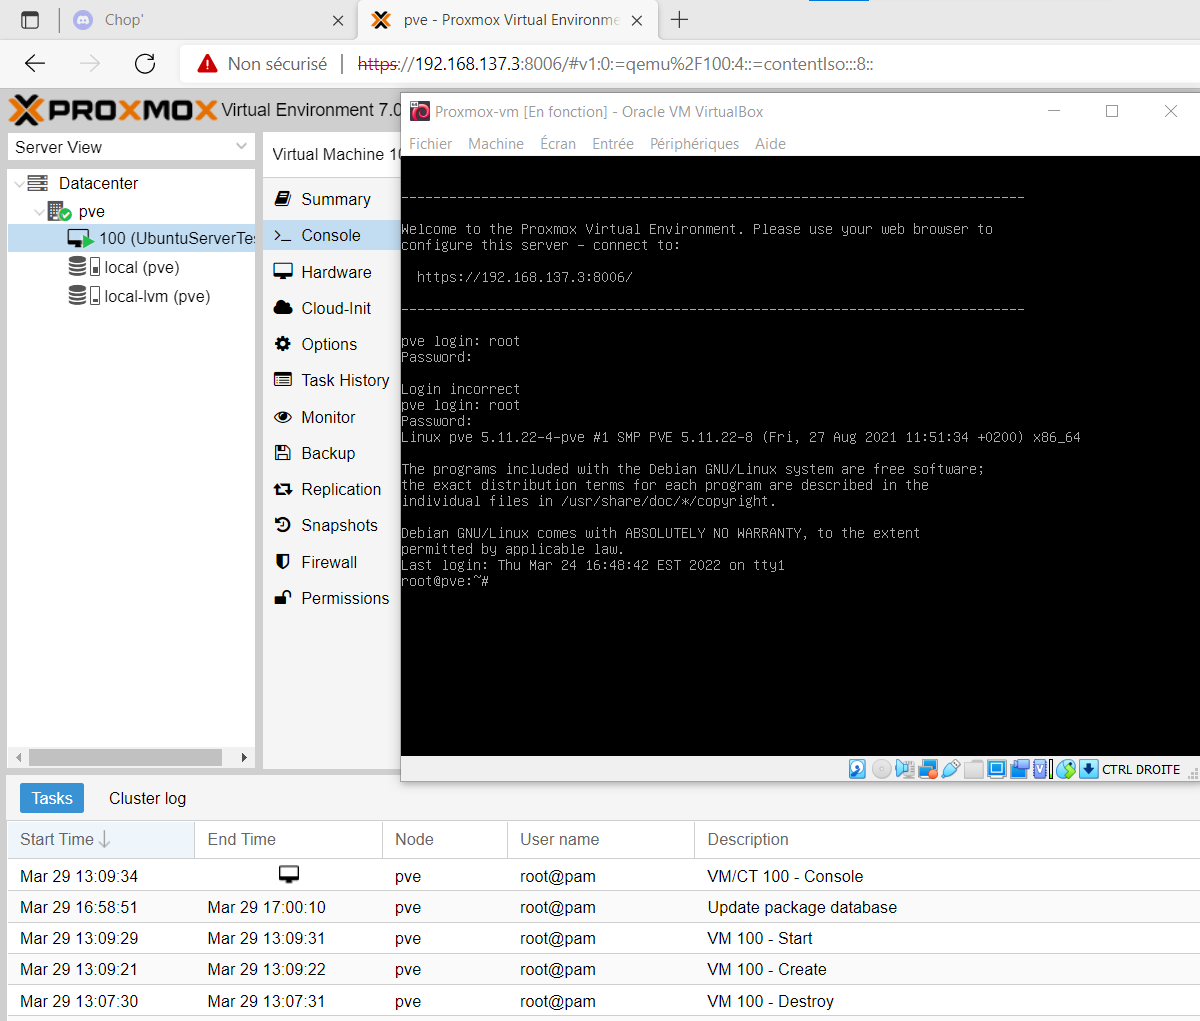 Chop'
pve - Proxmox Virtual Environme
Non sécurisé
https://192.168.137.3:8006/#v1:0:=qemu%2F100:4::=contentIso:::8::
PROXMOX Virtual Environment 7.0
Server View
Datacenter
pve
100 (UbuntuServerTes
local (pve)
local-lvm (pve)
Virtual Machine 10
Summary
Console
Hardware
Cloud-Init
Options
Task History
Monitor
Backup
Replication
Snapshots
Firewall
Permissions
Proxmox-vm [En fonction] - Oracle VM VirtualBox
Fichier Machine Écran Entrée Périphériques Aide
------------------------------------------------------------------------------
Welcome to the Proxmox Virtual Environment. Please use your web browser to
configure this server - connect to:
https://192.168.137.3:8006/
------------------------------------------------------------------------------
pve login: root
Password:
Login incorrect
pve login: root
Password:
Linux pve 5.11.22-4-pve #1 SMP PVE 5.11.22-8 (Fri, 27 Aug 2021 11:51:34 +0200) x86_64
The programs included with the Debian GNU/Linux system are free software;
the exact distribution terms for each program are described in the
individual files in /usr/share/doc/*/copyright.
Debian GNU/Linux comes with ABSOLUTELY NO WARRANTY, to the extent
permitted by applicable law.
Last login: Thu Mar 24 16:48:42 EST 2022 on tty1
root@pve:~#
CTRL DROITE
Tasks Cluster log
Start Time End Time Node User name Description
Mar 29 13:09:34 pve root@pam VM/CT 100 - Console
Mar 29 16:58:51 Mar 29 17:00:10 pve root@pam Update package database
Mar 29 13:09:29 Mar 29 13:09:31 pve root@pam VM 100 - Start
Mar 29 13:09:21 Mar 29 13:09:22 pve root@pam VM 100 - Create
Mar 29 13:07:30 Mar 29 13:07:31 pve root@pam VM 100 - Destroy